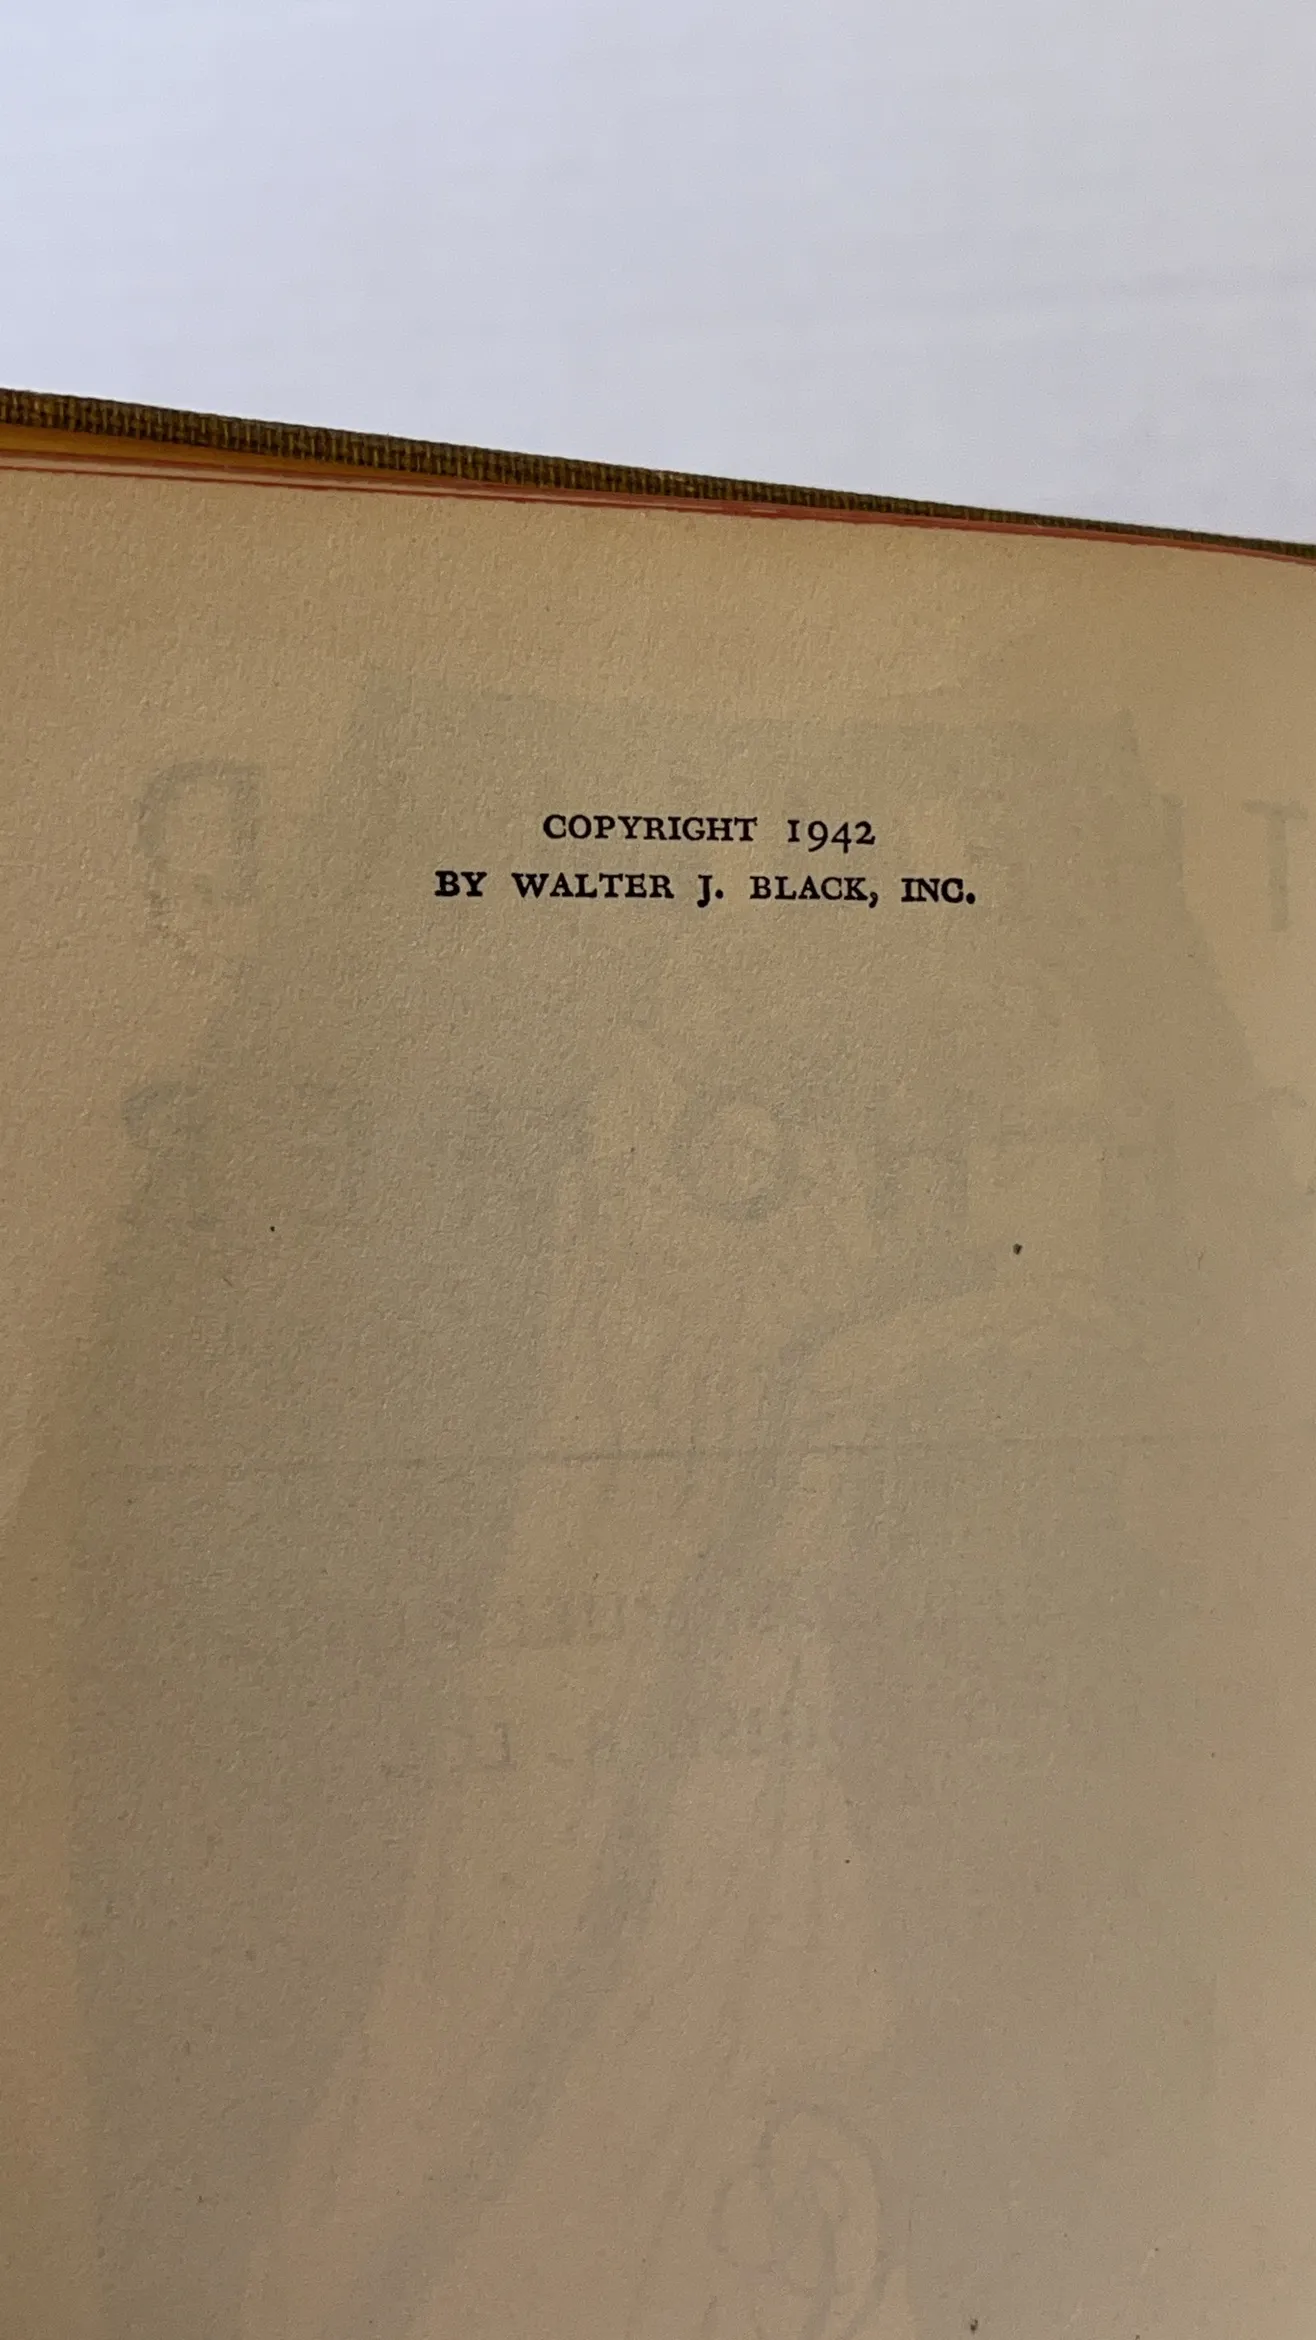 COPYRIGHT 1942
BY WALTER J. BLACK, INC.